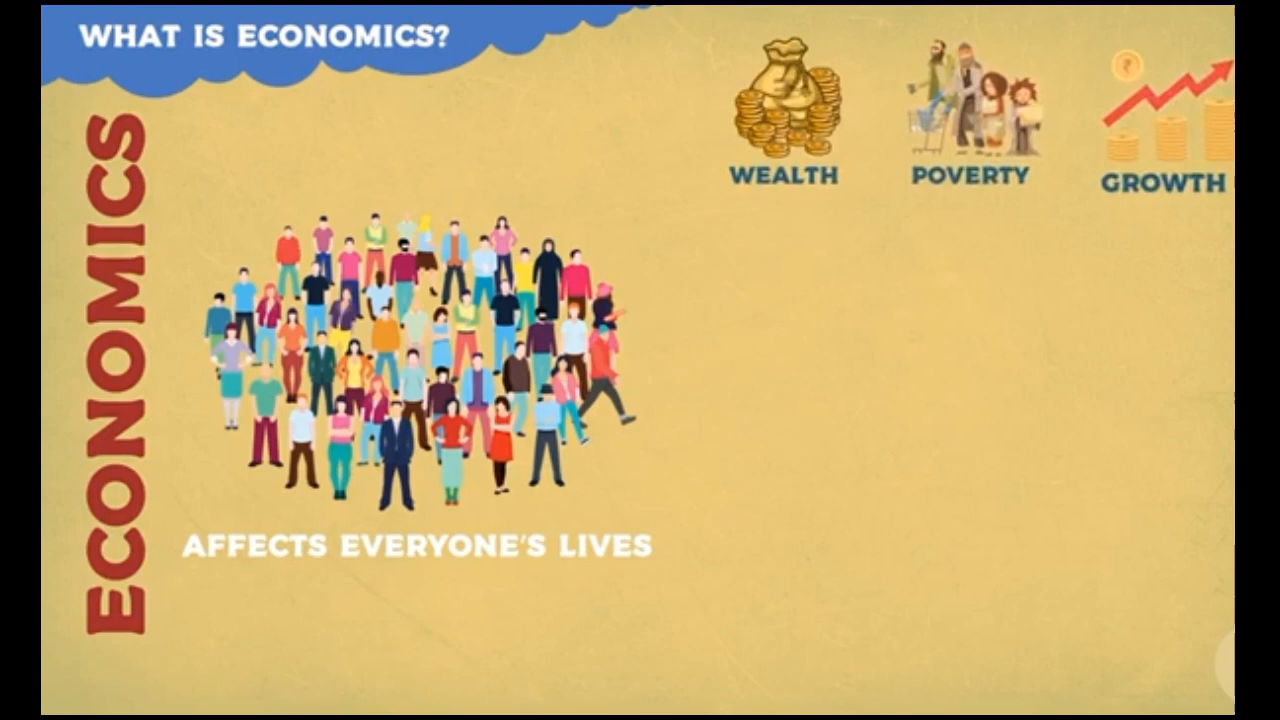 WHAT IS ECONOMICS?
ECONOMICS
WEALTH
POVERTY
GROWTH
₹
AFFECTS EVERYONE'S LIVES